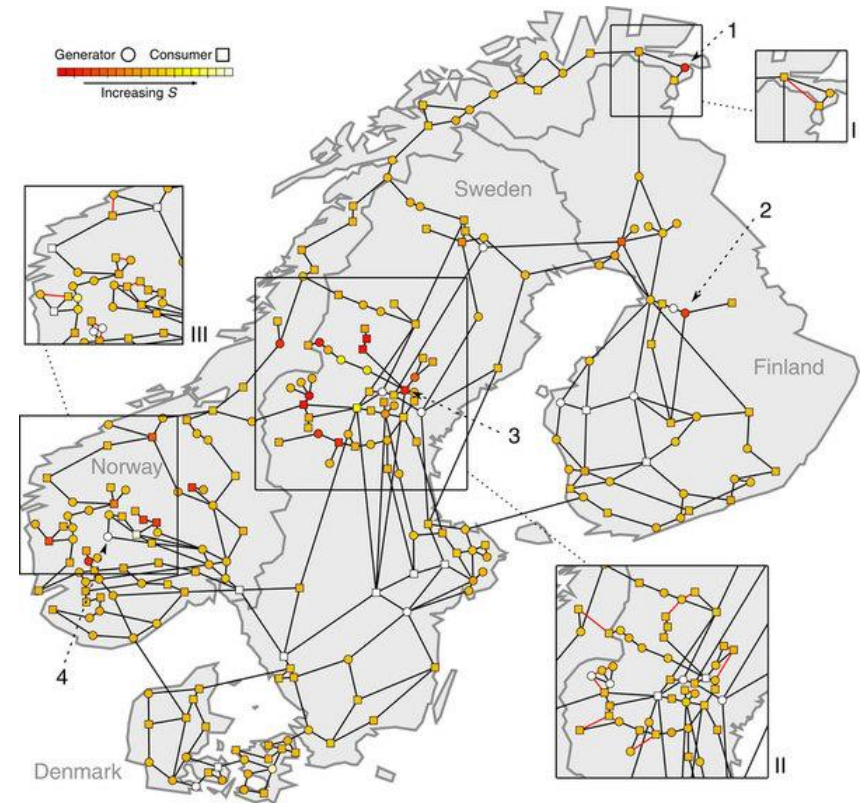 Generator Consumer
Increasing S
1
I
Sweden
2
III
Finland
3
Norway
4
II
Denmark